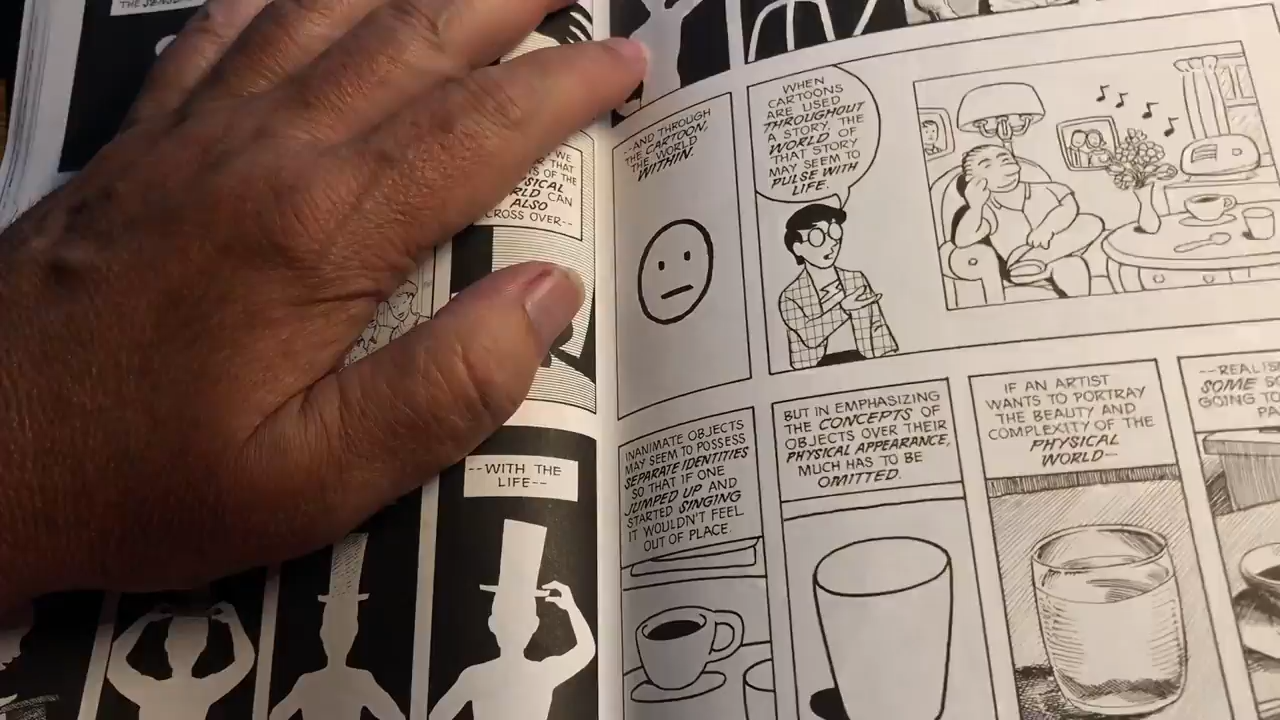 THE SENSE
WE
THAT
OF THE
CAN
ALSO
CROSS OVER--
--WITH THE
LIFE--
--AND THROUGH
THE CARTOON,
THE WORLD
WITHIN.
WHEN
CARTOONS
ARE USED
THROUGHOUT
A STORY, THE
WORLD OF
THAT STORY
MAY SEEM TO
PULSE WITH
LIFE.
INANIMATE OBJECTS
MAY SEEM TO POSSESS
SEPARATE IDENTITIES
SO THAT IF ONE
JUMPED UP AND
STARTED SINGING
IT WOULDN'T FEEL
OUT OF PLACE.
BUT IN EMPHASIZING
THE CONCEPTS OF
OBJECTS OVER THEIR
PHYSICAL APPEARANCE,
MUCH HAS TO BE
OMITTED.
IF AN ARTIST
WANTS TO PORTRAY
THE BEAUTY AND
COMPLEXITY OF THE
PHYSICAL
WORLD--
--REALIS
SOME
GOING TO